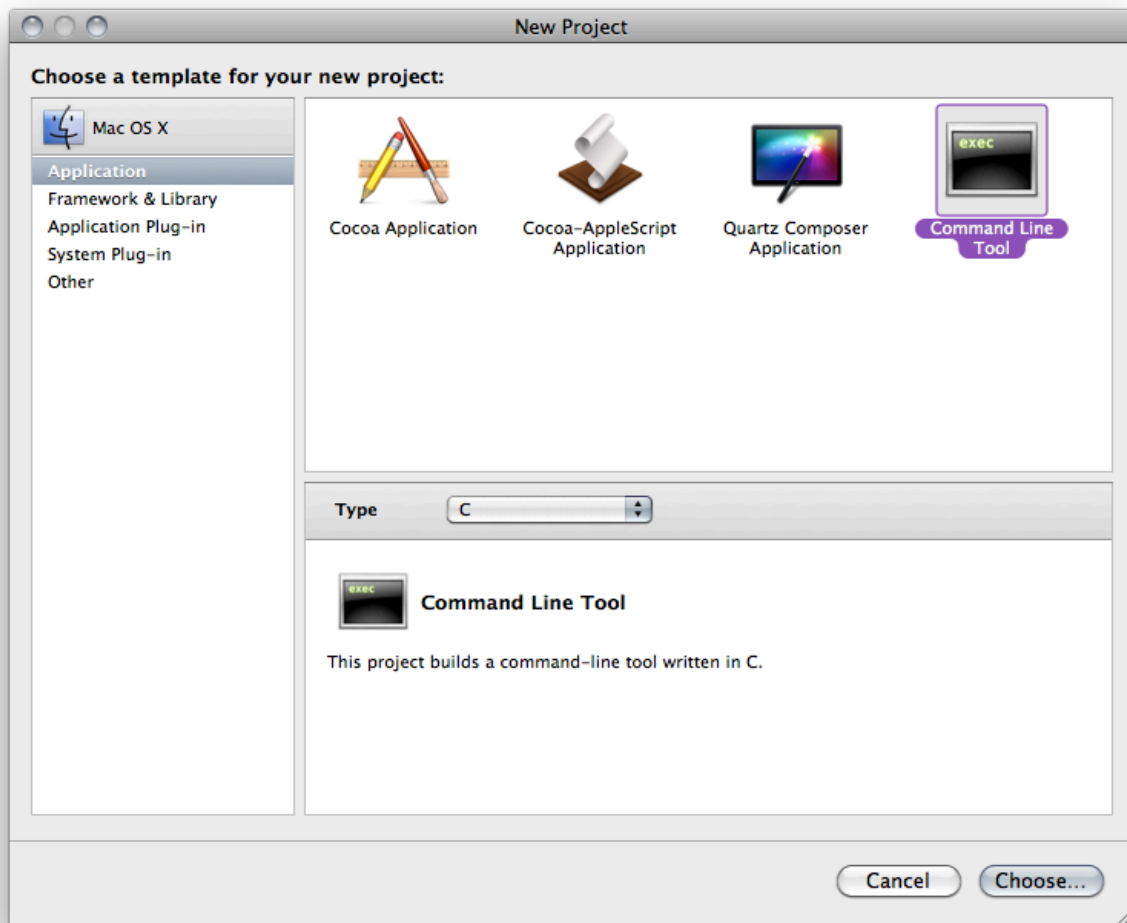 New Project
Choose a template for your new project:
Mac OS X
Application
Framework & Library
Application Plug-in
System Plug-in
Other
Cocoa Application
Cocoa-AppleScript
Application
Quartz Composer
Application
exec
Command Line
Tool
Type
C
exec
Command Line Tool
This project builds a command-line tool written in C.
Cancel
Choose...